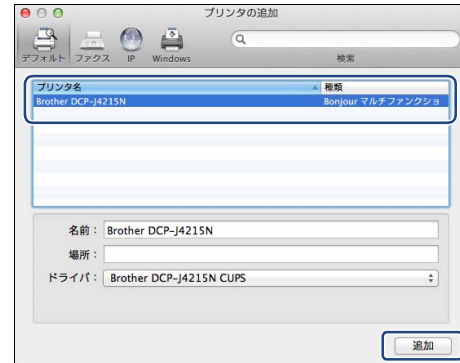 プリンタの追加
デフォルト ファクス IP Windows 検索
プリンタ名 種類
Brother DCP-J4215N Bonjour マルチファンクショ
名前： Brother DCP-J4215N
場所：
ドライバ： Brother DCP-J4215N CUPS
追加